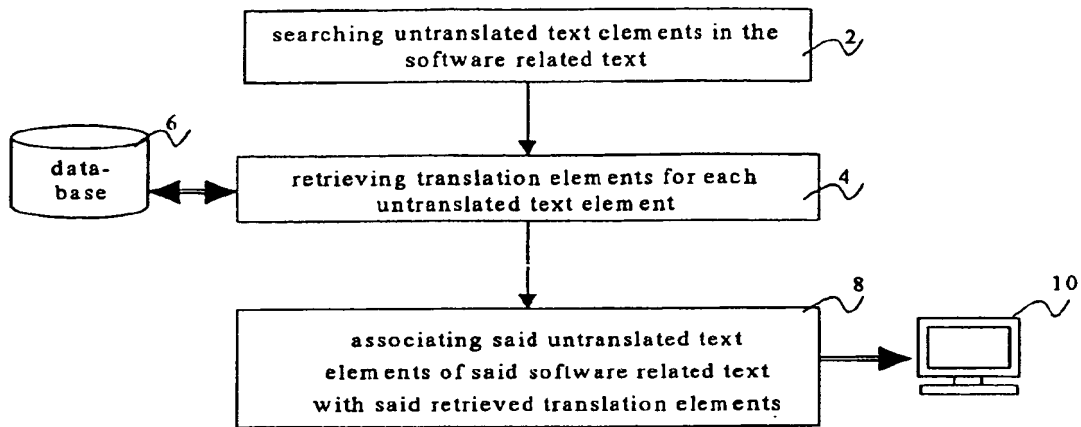 searching untranslated text elements in the
software related text
2
6
data-
base
retrieving translation elements for each
untranslated text element
4
8
10
associating said untranslated text
elements of said software related text
with said retrieved translation elements